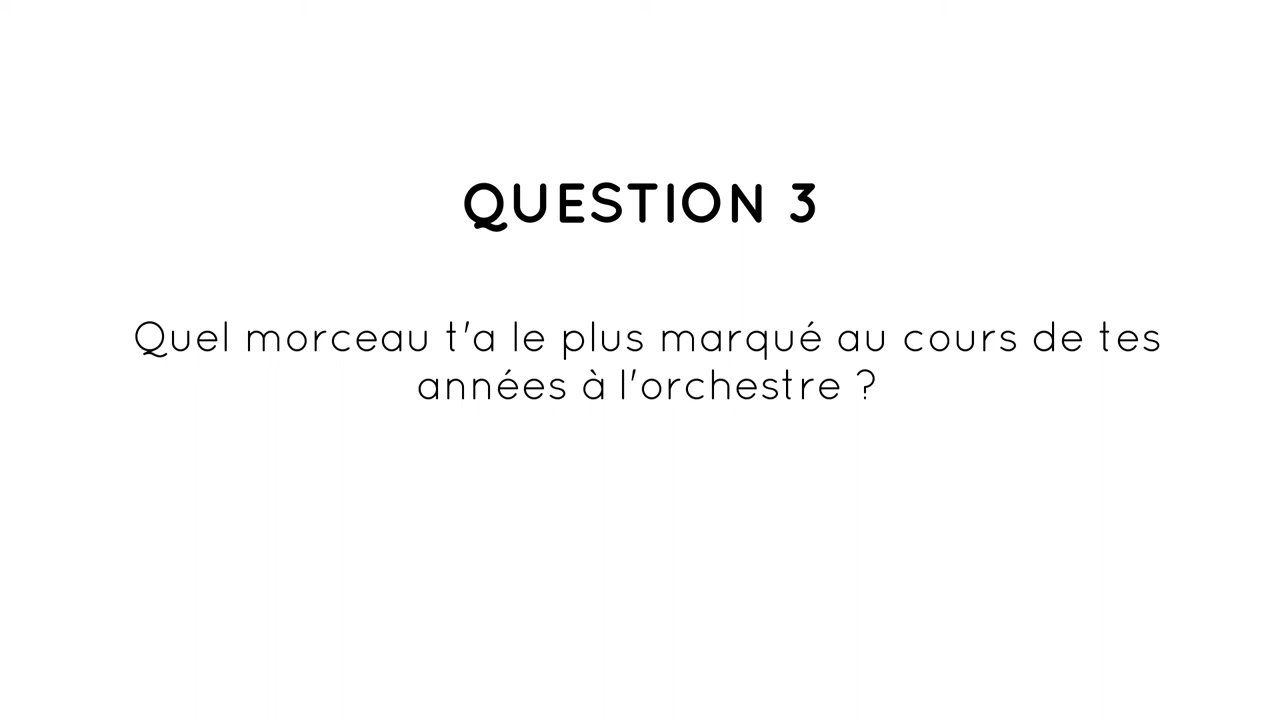 QUESTION 3
Quel morceau t'a le plus marqué au cours de tes
années à l'orchestre ?